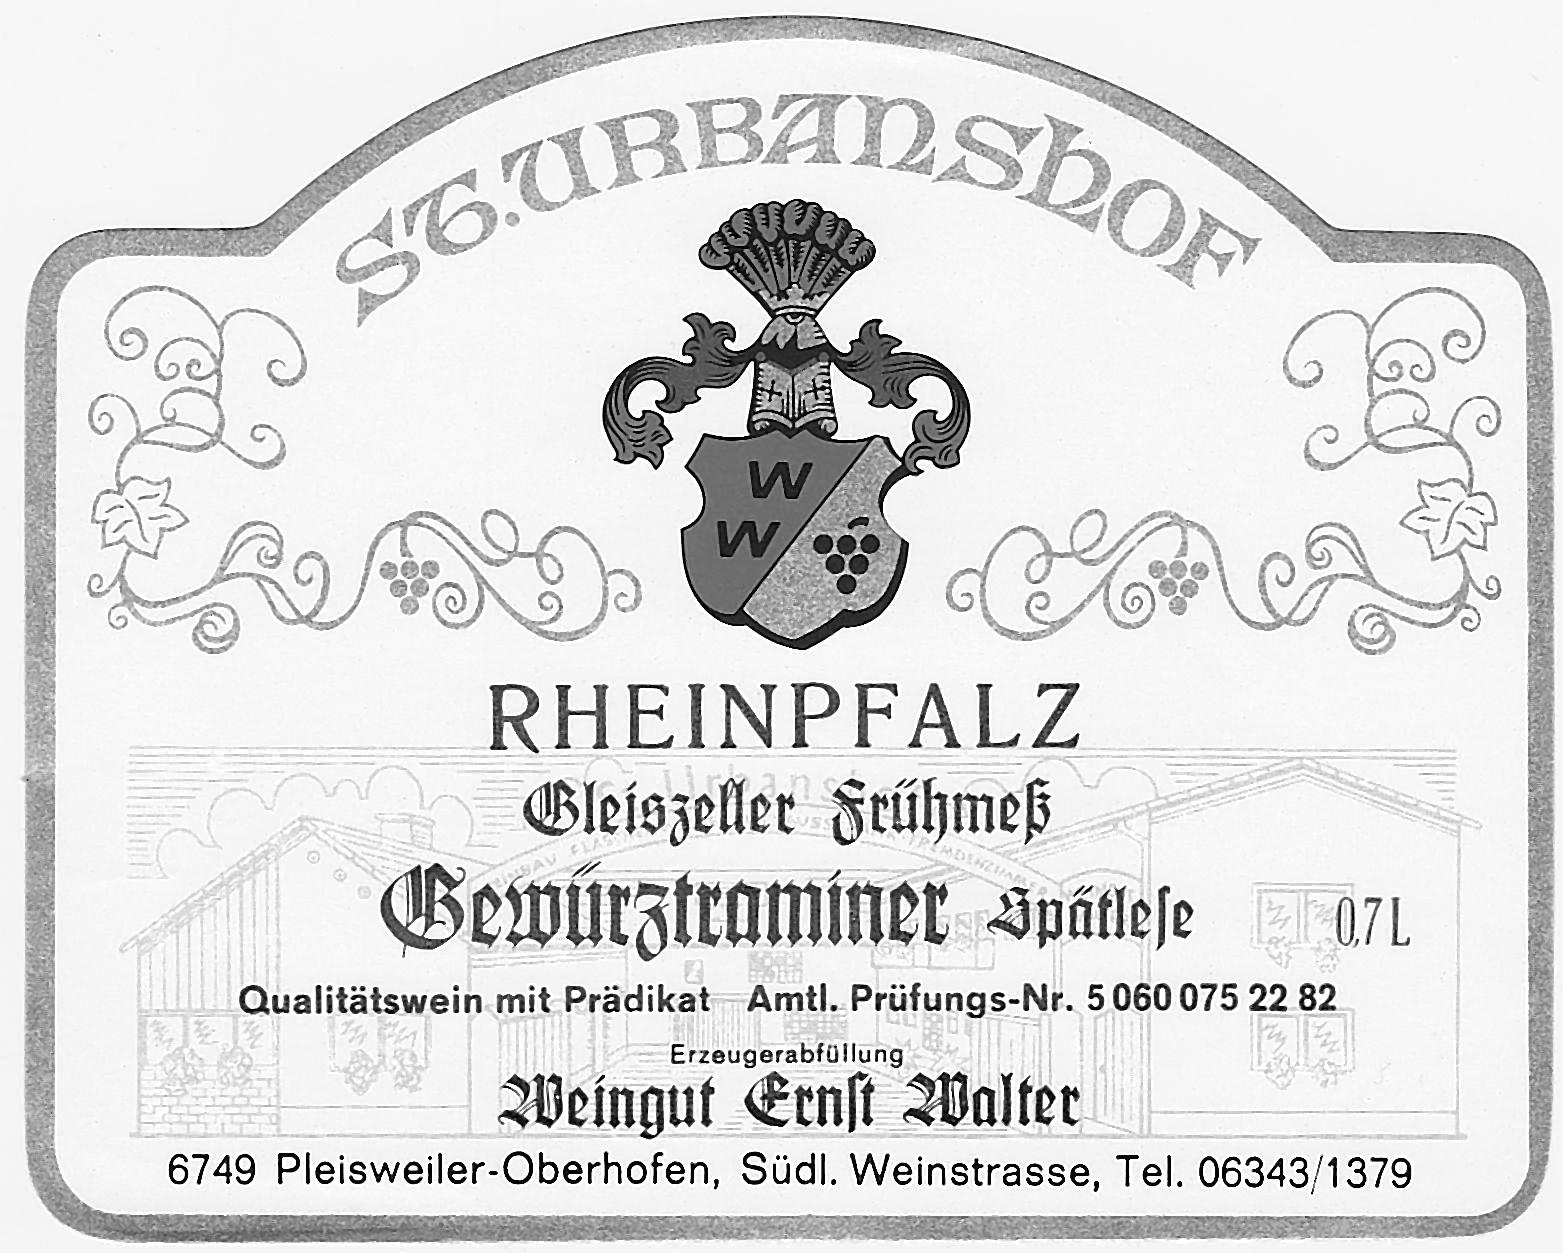 St. Urbanshof
W
W
RHEINPFALZ
Gleiszeller Frühmeß
Gewürztraminer Spätlese 0,7 L
Qualitätswein mit Prädikat Amtl. Prüfungs-Nr. 5 060 075 22 82
Erzeugerabfüllung
Weingut Ernst Walter
6749 Pleisweiler-Oberhofen, Südl. Weinstrasse, Tel. 06343/1379